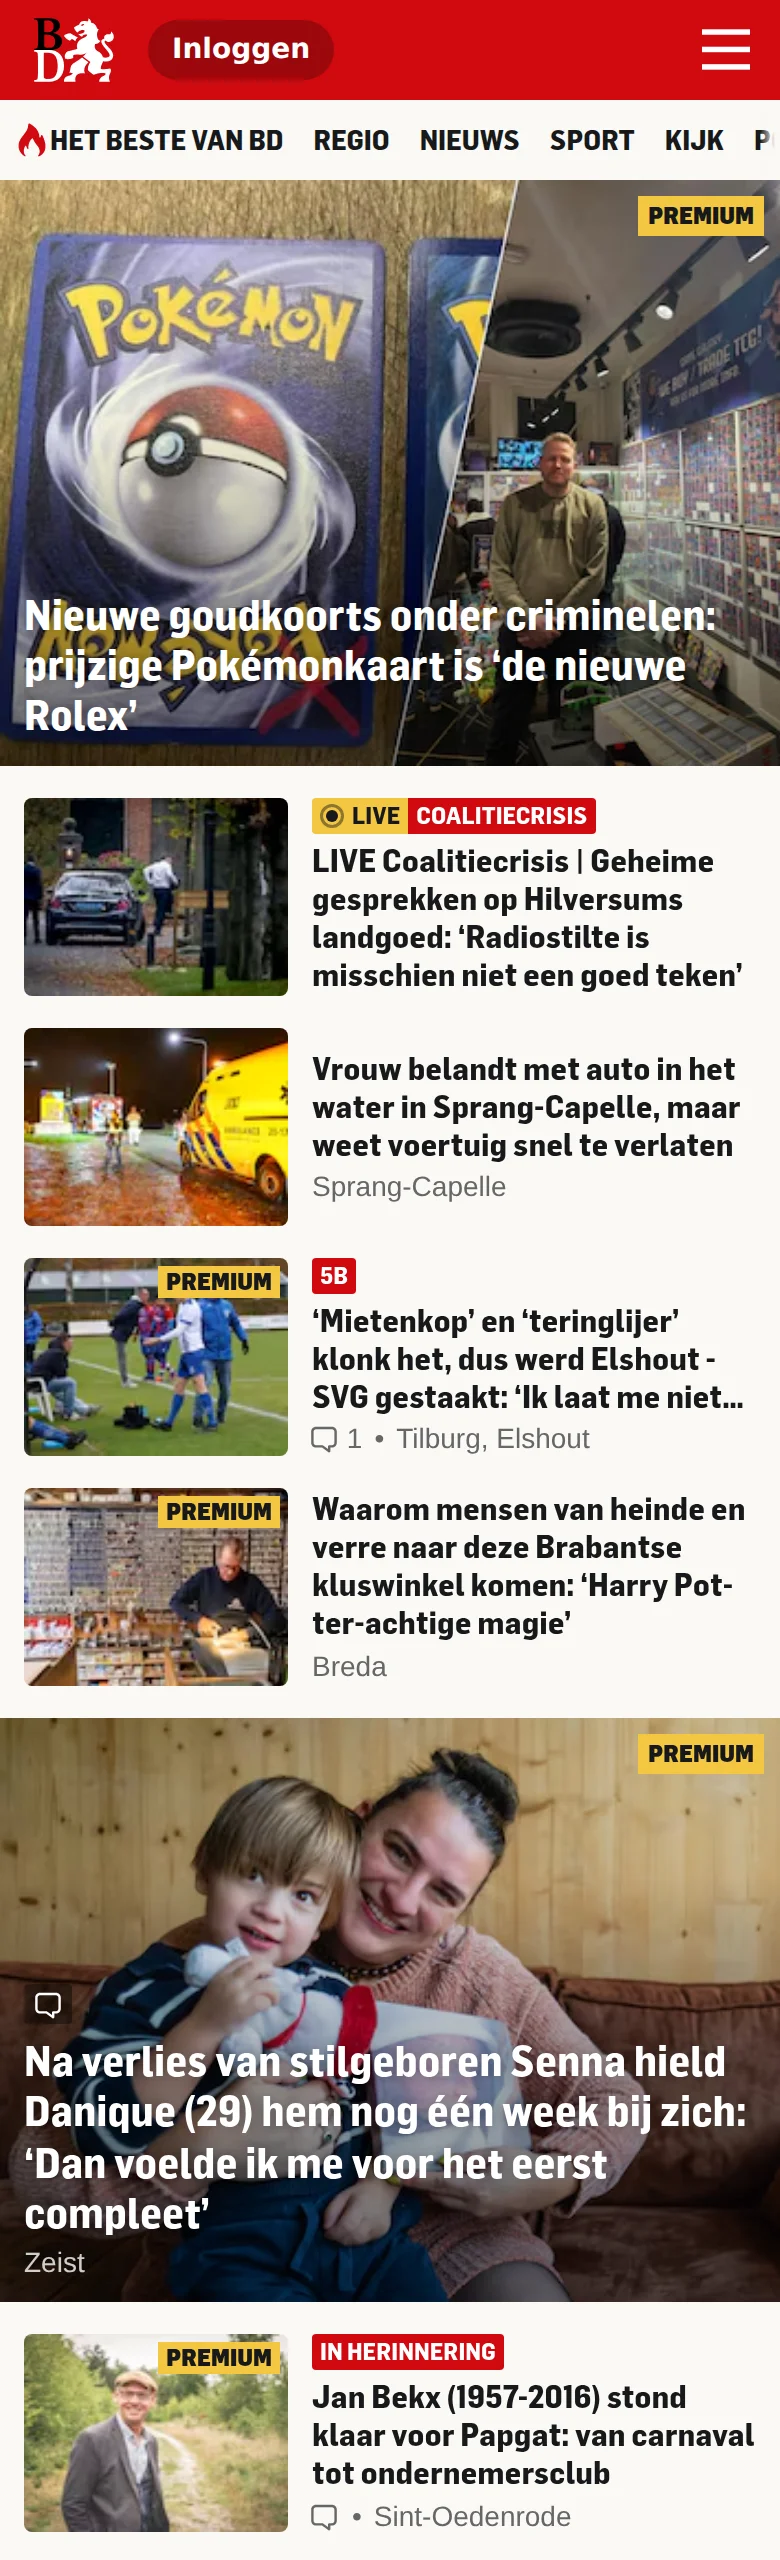 BD
Inloggen
HET BESTE VAN BD REGIO NIEUWS SPORT KIJK
PREMIUM
POKéMON
WE BUY / TRADE TCG!
Nieuwe goudkoorts onder criminelen:
prijzige Pokémonkaart is ‘de nieuwe
Rolex’
LIVE COALITIECRISIS
LIVE Coalitiecrisis | Geheime
gesprekken op Hilversums
landgoed: ‘Radiostilte is
misschien niet een goed teken’
Vrouw belandt met auto in het
water in Sprang-Capelle, maar
weet voertuig snel te verlaten
Sprang-Capelle
PREMIUM
5B
‘Mietenkop’ en ‘teringlijer’
klonk het, dus werd Elshout -
SVG gestaakt: ‘Ik laat me niet...
1 • Tilburg, Elshout
PREMIUM
Waarom mensen van heinde en
verre naar deze Brabantse
kluswinkel komen: ‘Harry Pot-
ter-achtige magie’
Breda
PREMIUM
Na verlies van stilgeboren Senna hield
Danique (29) hem nog één week bij zich:
‘Dan voelde ik me voor het eerst
compleet’
Zeist
PREMIUM
IN HERINNERING
Jan Bekx (1957-2016) stond
klaar voor Papgat: van carnaval
tot ondernemersclub
• Sint-Oedenrode